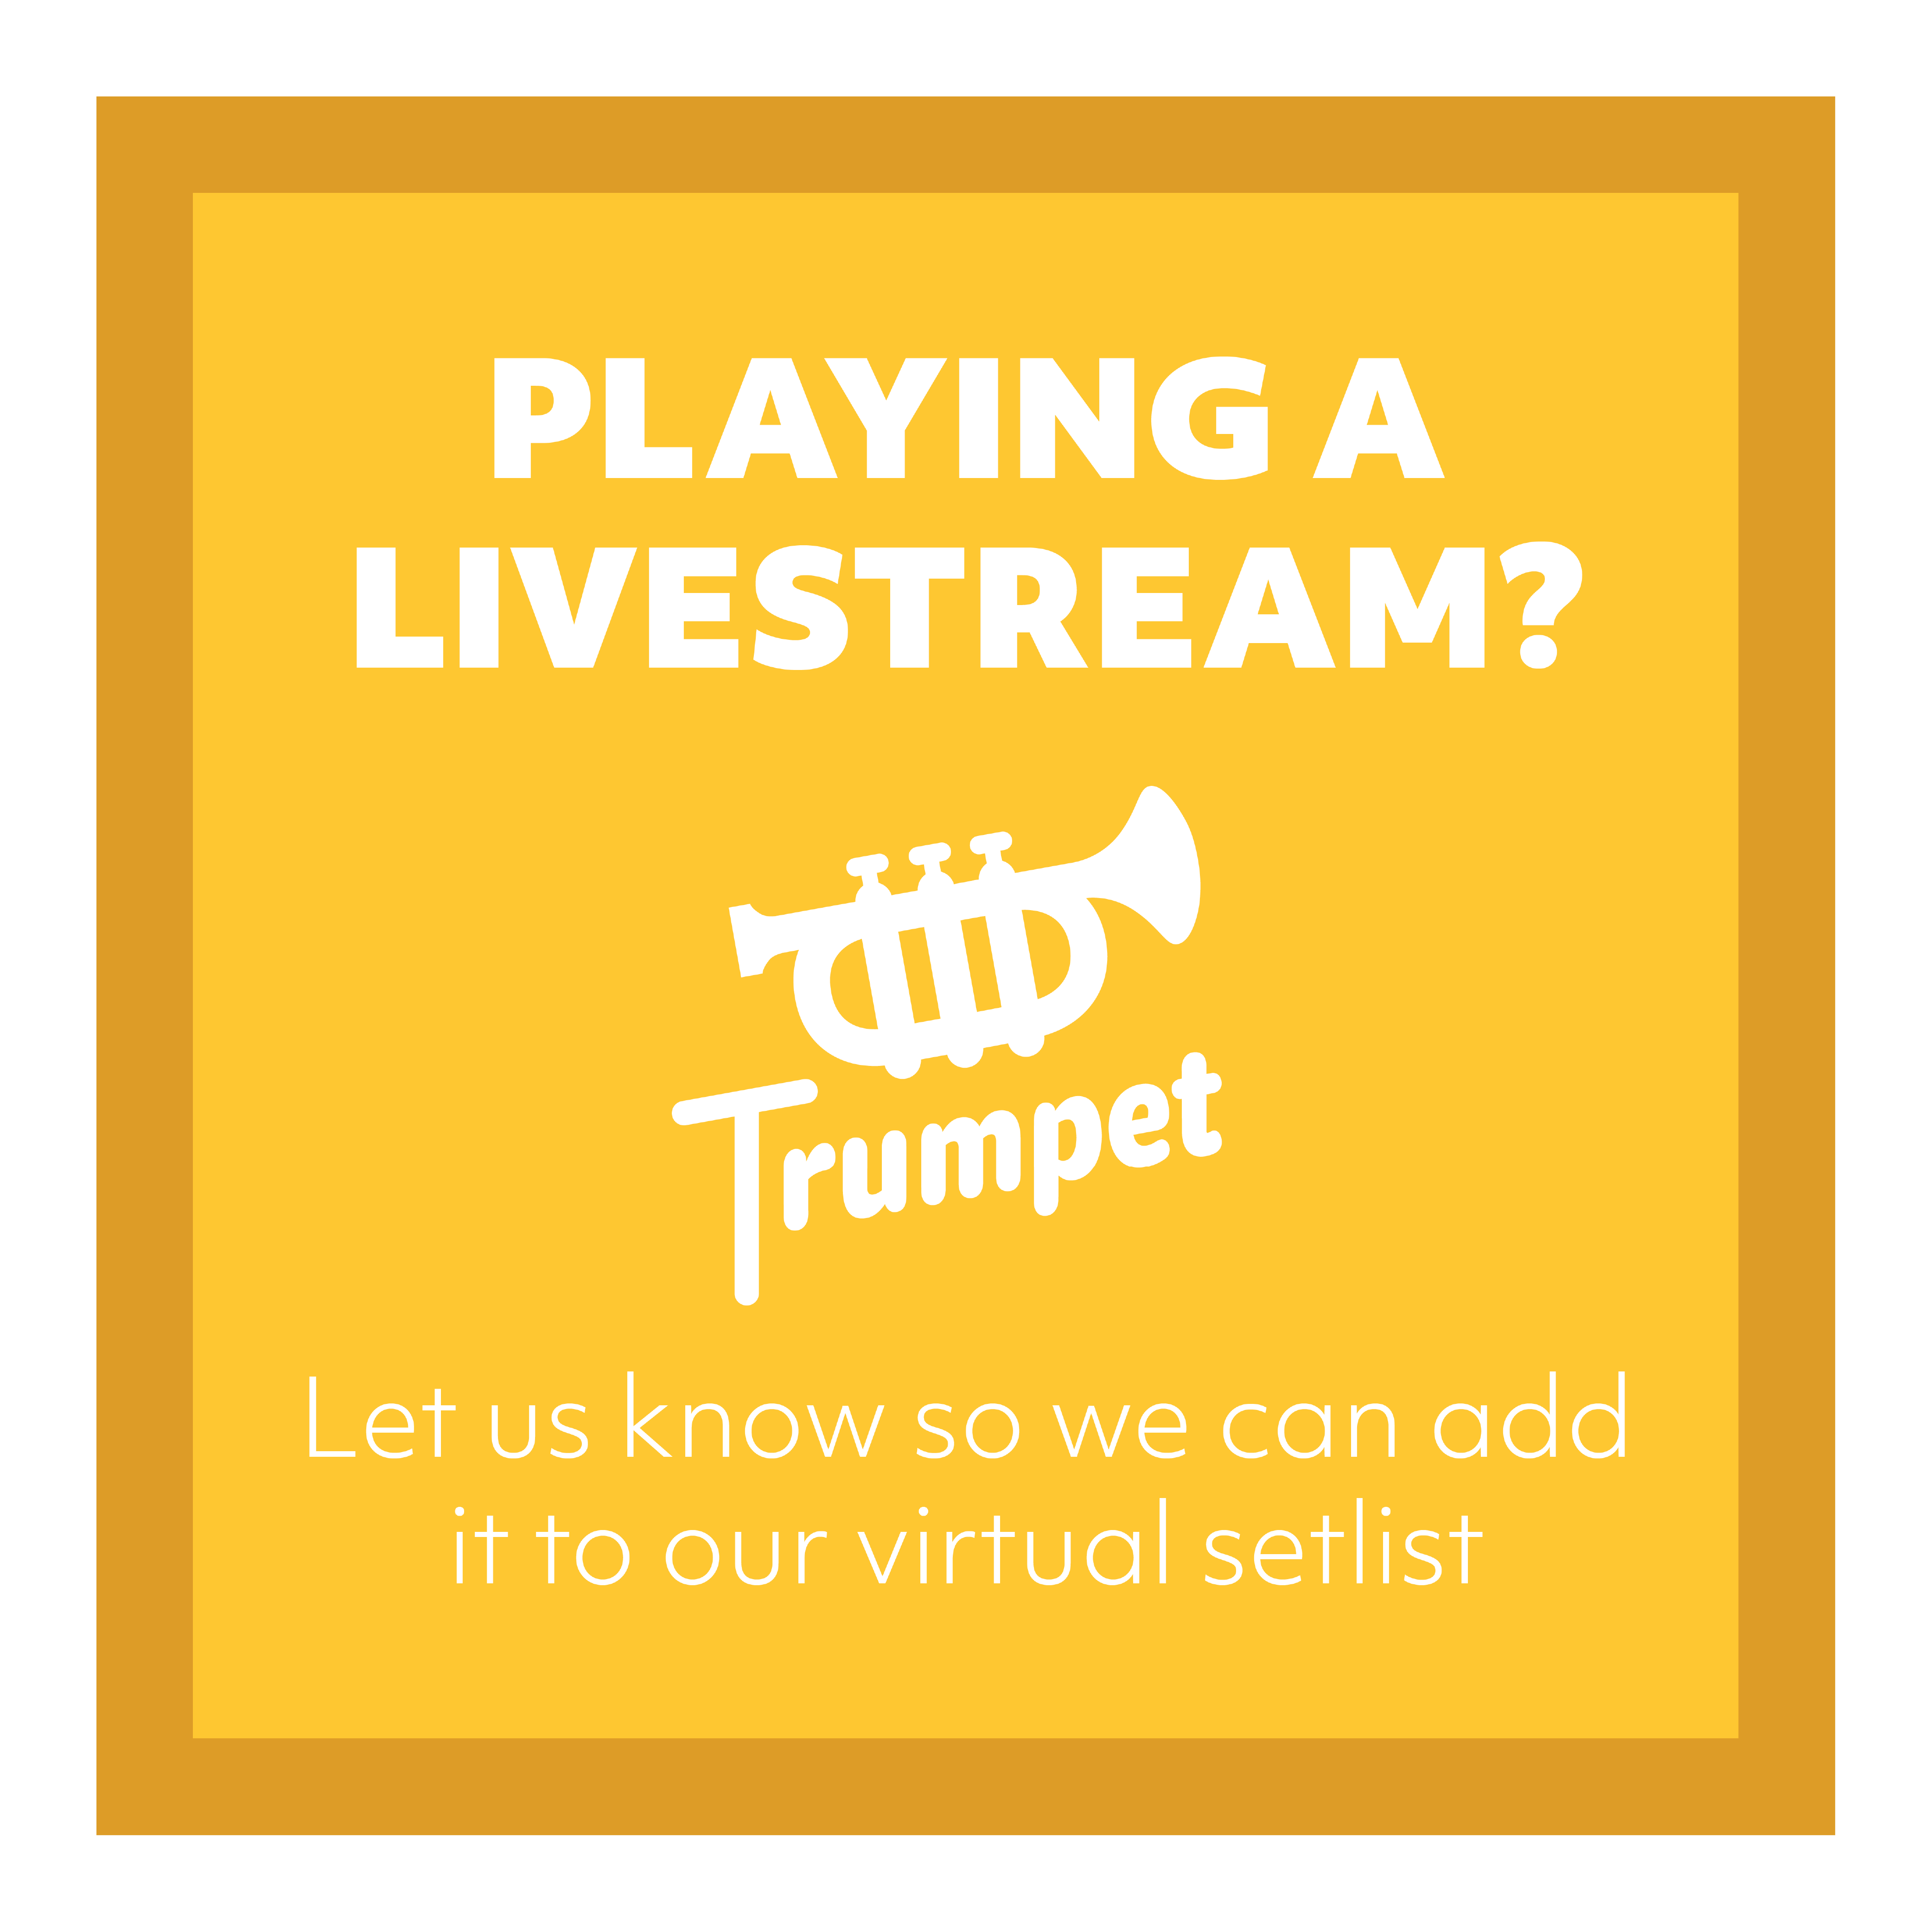 PLAYING A
LIVESTREAM?
Trumpet
Let us know so we can add
it to our virtual setlist